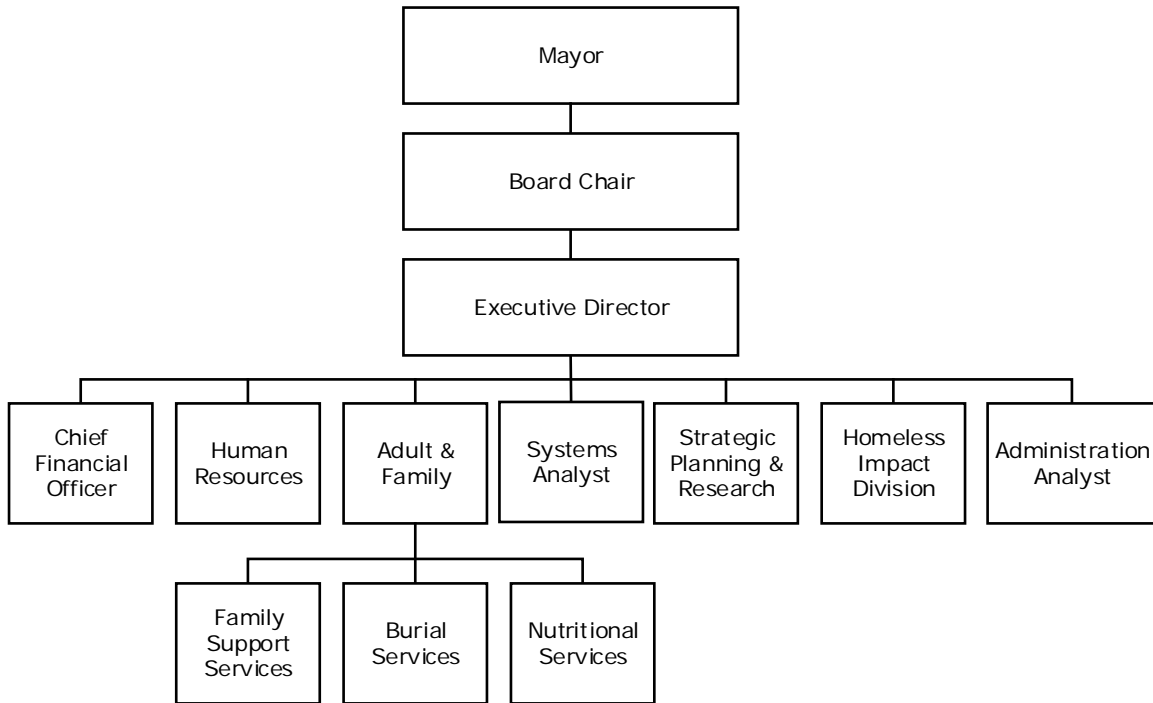 Mayor
Board Chair
Executive Director
Chief
Financial
Officer
Human
Resources
Adult &
Family
Systems
Analyst
Strategic
Planning &
Research
Homeless
Impact
Division
Administration
Analyst
Family
Support
Services
Burial
Services
Nutritional
Services